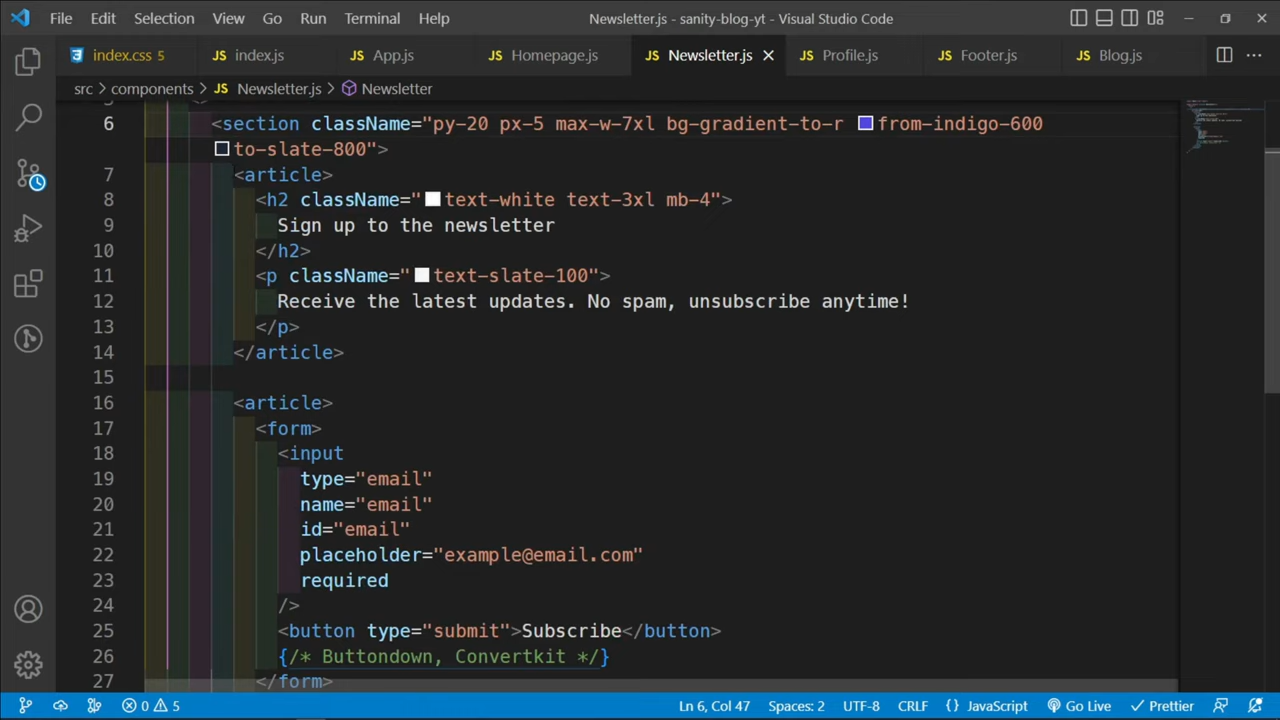 File Edit Selection View Go Run Terminal Help Newsletter.js - sanity-blog-yt - Visual Studio Code
index.css 5 JS index.js JS App.js JS Homepage.js JS Newsletter.js JS Profile.js JS Footer.js JS Blog.js
src > components > JS Newsletter.js > Newsletter
6 <section className="py-20 px-5 max-w-7xl bg-gradient-to-r from-indigo-600
to-slate-800">
7 <article>
8 <h2 className="text-white text-3xl mb-4">
9 Sign up to the newsletter
10 </h2>
11 <p className="text-slate-100">
12 Receive the latest updates. No spam, unsubscribe anytime!
13 </p>
14 </article>
15
16 <article>
17 <form>
18 <input
19 type="email"
20 name="email"
21 id="email"
22 placeholder="example@email.com"
23 required
24 />
25 <button type="submit">Subscribe</button>
26 {/* Buttondown, Convertkit */}
27 </form>
0 5 Ln 6, Col 47 Spaces: 2 UTF-8 CRLF {} JavaScript Go Live Prettier